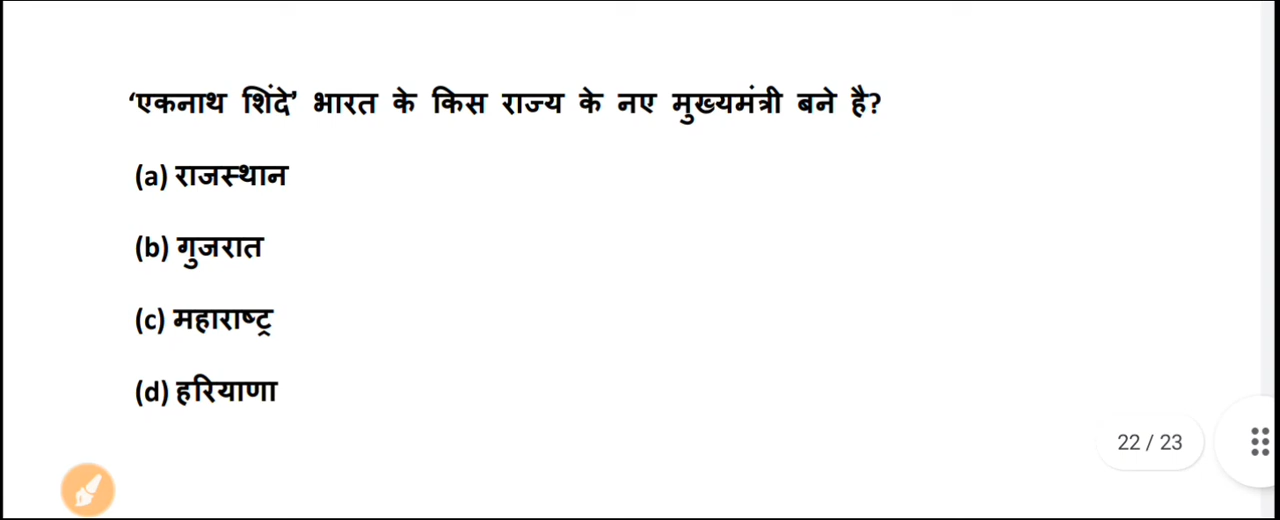 ‘एकनाथ शिंदे’ भारत के किस राज्य के नए मुख्यमंत्री बने है?
(a) राजस्थान
(b) गुजरात
(c) महाराष्ट्र
(d) हरियाणा
22 / 23